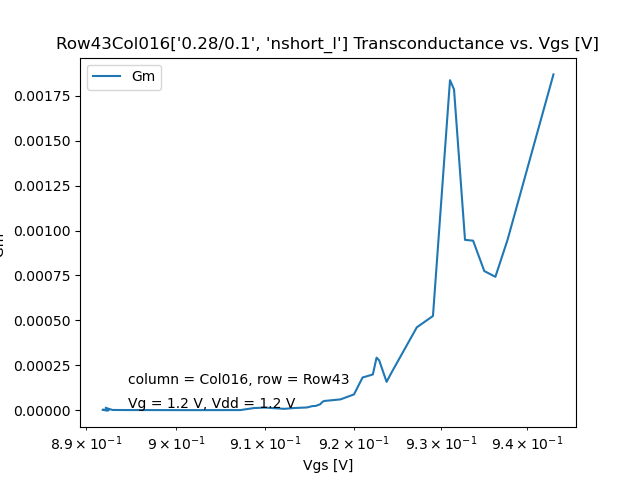 Row43Col016['0.28/0.1', 'nshort_l'] Transconductance vs. Vgs [V]
Gm
0.00175
0.00150
0.00125
0.00100
0.00075
0.00050
0.00025
0.00000
column = Col016, row = Row43
Vg = 1.2 V, Vdd = 1.2 V
8.9 × 10⁻¹ 9 × 10⁻¹ 9.1 × 10⁻¹ 9.2 × 10⁻¹ 9.3 × 10⁻¹ 9.4 × 10⁻¹
Vgs [V]